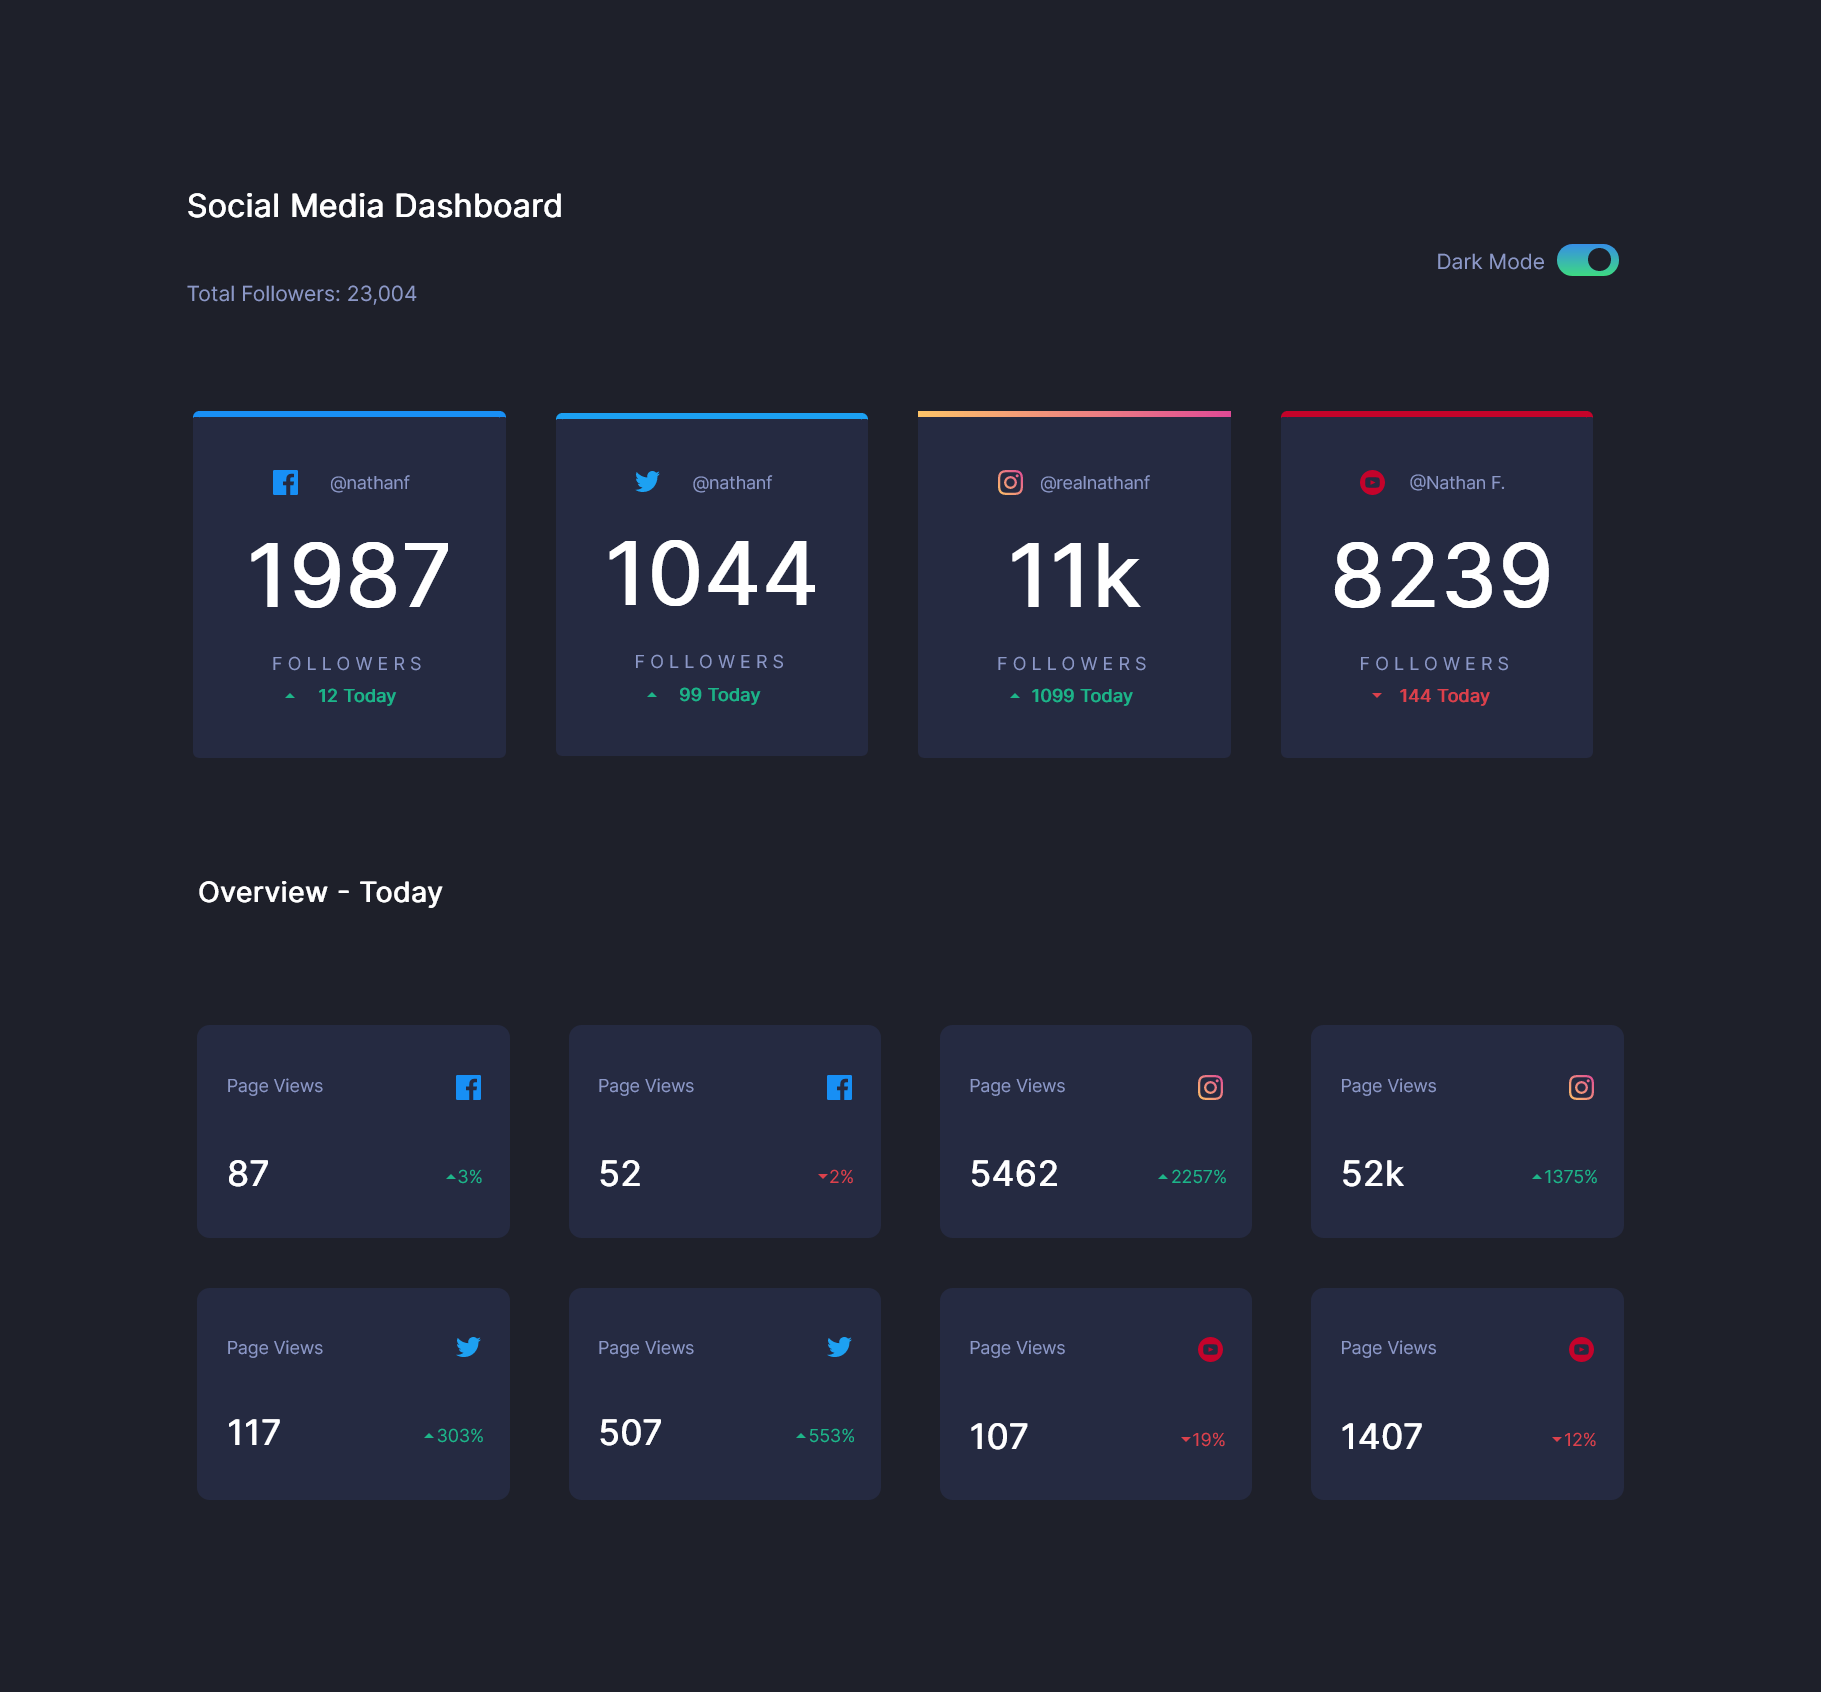 Social Media Dashboard
Dark Mode
Total Followers: 23,004
@nathanf
1987
FOLLOWERS
12 Today
@nathanf
1044
FOLLOWERS
99 Today
@realnathanf
11k
FOLLOWERS
1099 Today
@Nathan F.
8239
FOLLOWERS
144 Today
Overview - Today
Page Views
87
3%
Page Views
52
2%
Page Views
5462
2257%
Page Views
52k
1375%
Page Views
117
303%
Page Views
507
553%
Page Views
107
19%
Page Views
1407
12%